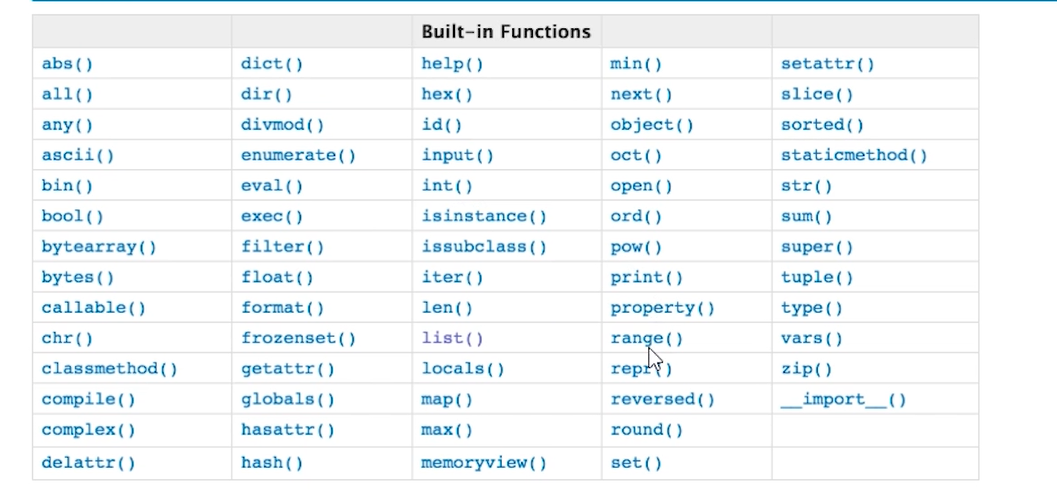 Built-in Functions
abs() dict() help() min() setattr()
all() dir() hex() next() slice()
any() divmod() id() object() sorted()
ascii() enumerate() input() oct() staticmethod()
bin() eval() int() open() str()
bool() exec() isinstance() ord() sum()
bytearray() filter() issubclass() pow() super()
bytes() float() iter() print() tuple()
callable() format() len() property() type()
chr() frozenset() list() range() vars()
classmethod() getattr() locals() repr() zip()
compile() globals() map() reversed() __import__()
complex() hasattr() max() round()
delattr() hash() memoryview() set()